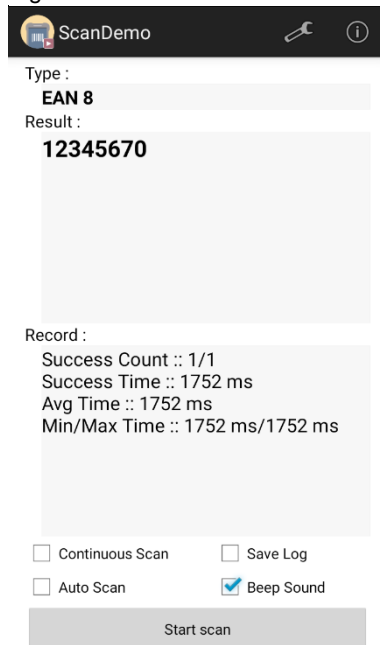 ScanDemo
Type :
EAN 8
Result :
12345670
Record :
Success Count :: 1/1
Success Time :: 1752 ms
Avg Time :: 1752 ms
Min/Max Time :: 1752 ms/1752 ms
Continuous Scan Save Log
Auto Scan Beep Sound
Start scan